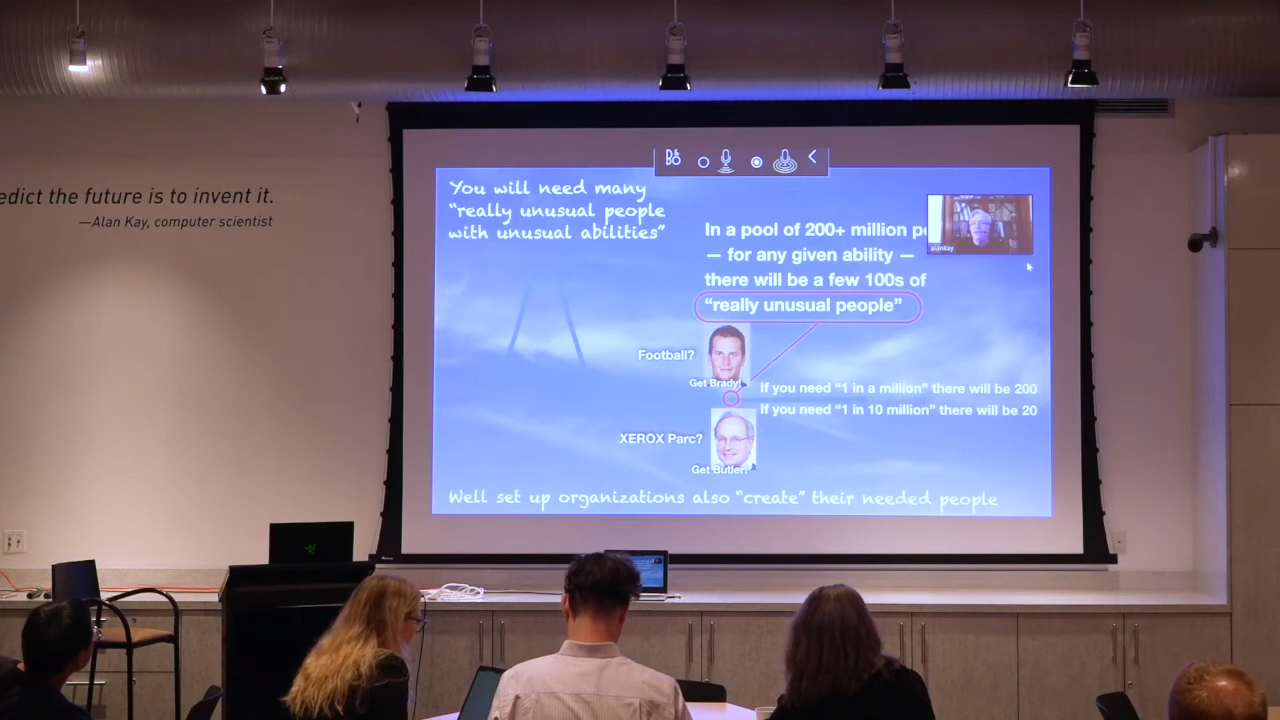 edict the future is to invent it.
—Alan Kay, computer scientist
You will need many
“really unusual people
with unusual abilities”
In a pool of 200+ million pe
— for any given ability —
there will be a few 100s of
“really unusual people”
alankay
Football?
Get Brady!
If you need “1 in a million” there will be 200
If you need “1 in 10 million” there will be 20
XEROX Parc?
Get Butler!
Well set up organizations also “create” their needed people